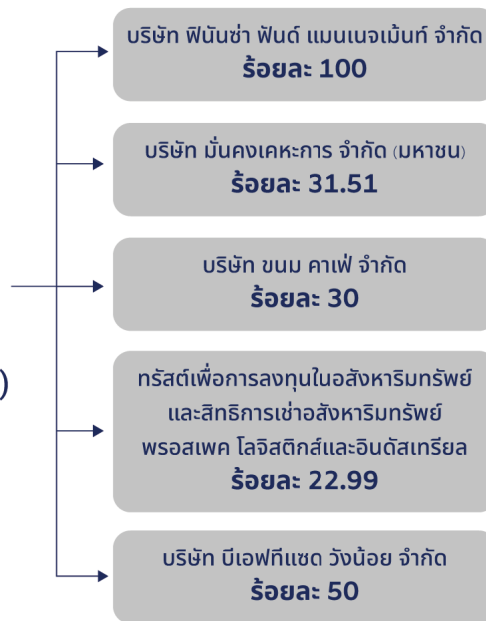 บริษัท ฟินันซ่า ฟันด์ แมนเนจเม้นท์ จำกัด
ร้อยละ 100
บริษัท มั่นคงเคหะการ จำกัด (มหาชน)
ร้อยละ 31.51
บริษัท ขนม คาเฟ่ จำกัด
ร้อยละ 30
)
ทรัสต์เพื่อการลงทุนในอสังหาริมทรัพย์
และสิทธิการเช่าอสังหาริมทรัพย์
พรอสเพค โลจิสติกส์และอินดัสเทรียล
ร้อยละ 22.99
บริษัท บีเอฟทีแซด วังน้อย จำกัด
ร้อยละ 50